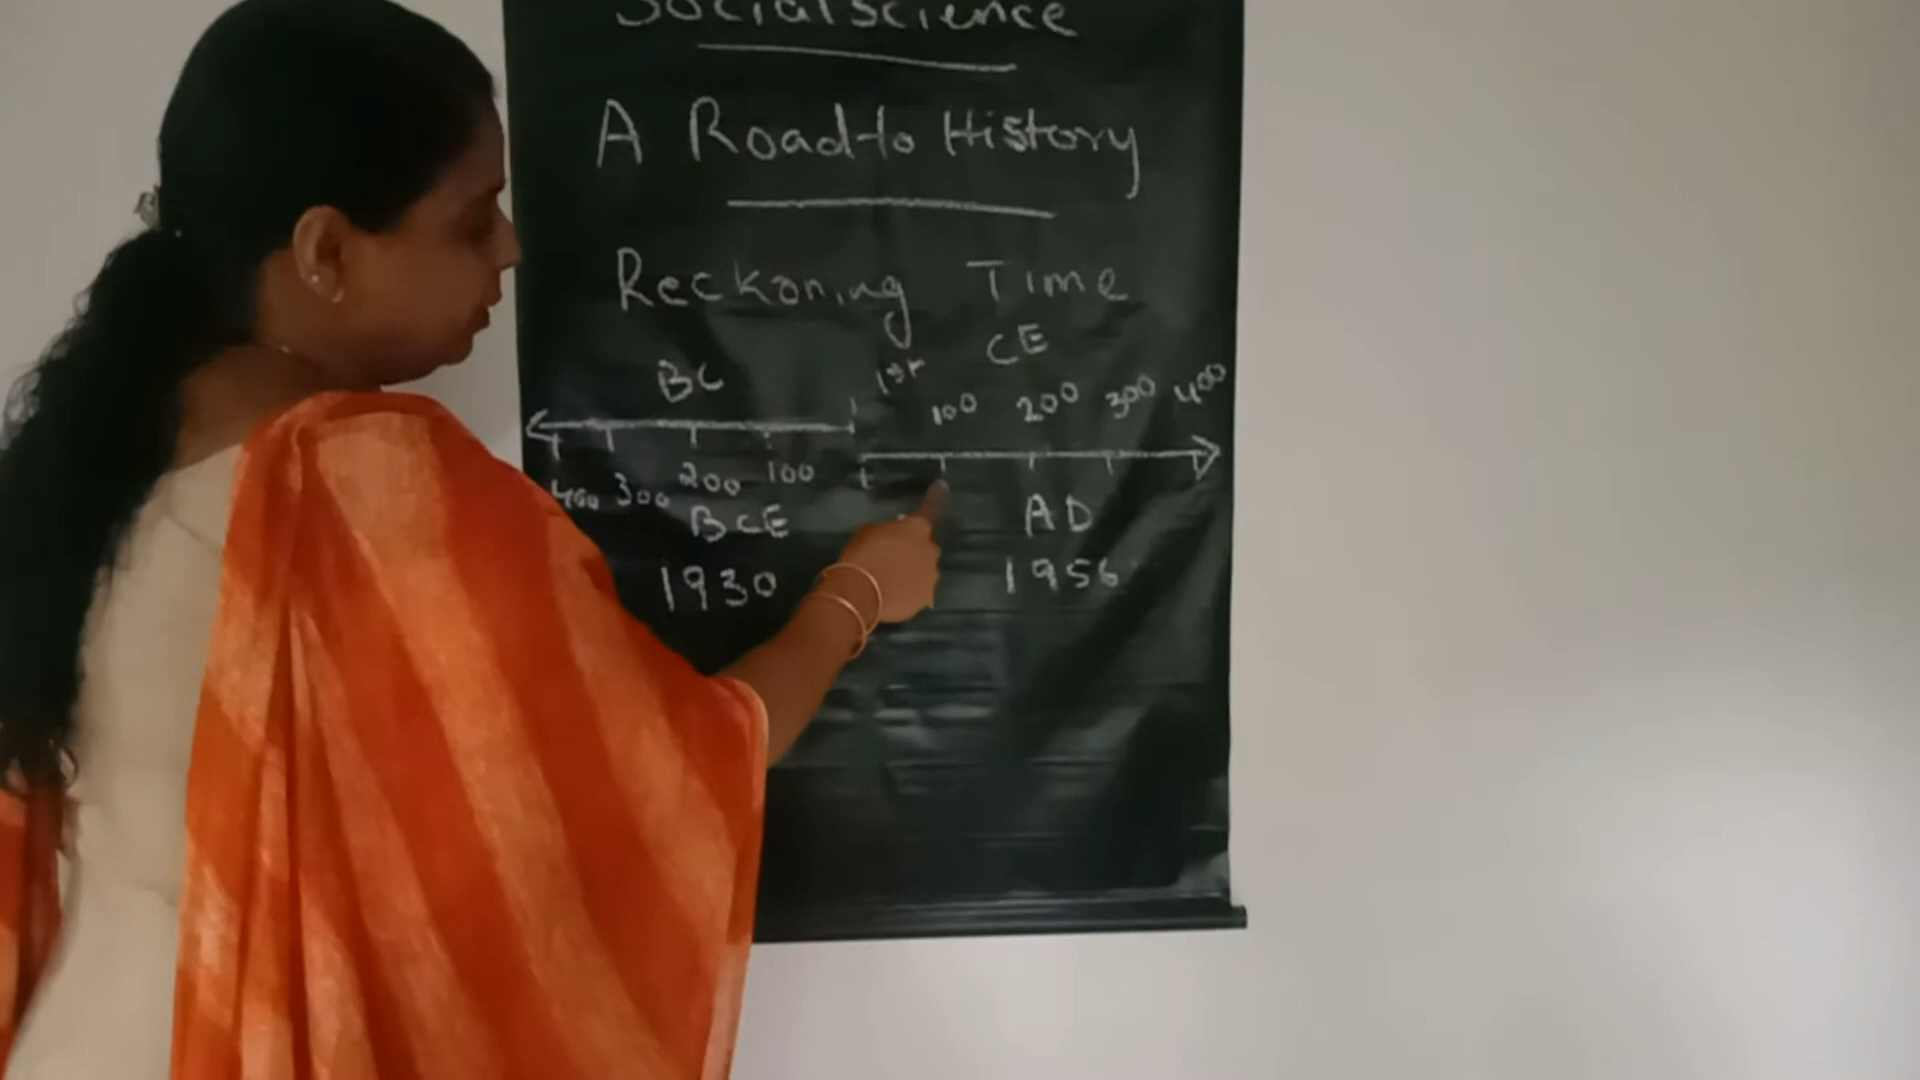 Social science
A Road to History
Reckoning Time
CE
BC 1st
100 200 300 400
400 300 200 100
BCE AD
1930 1956